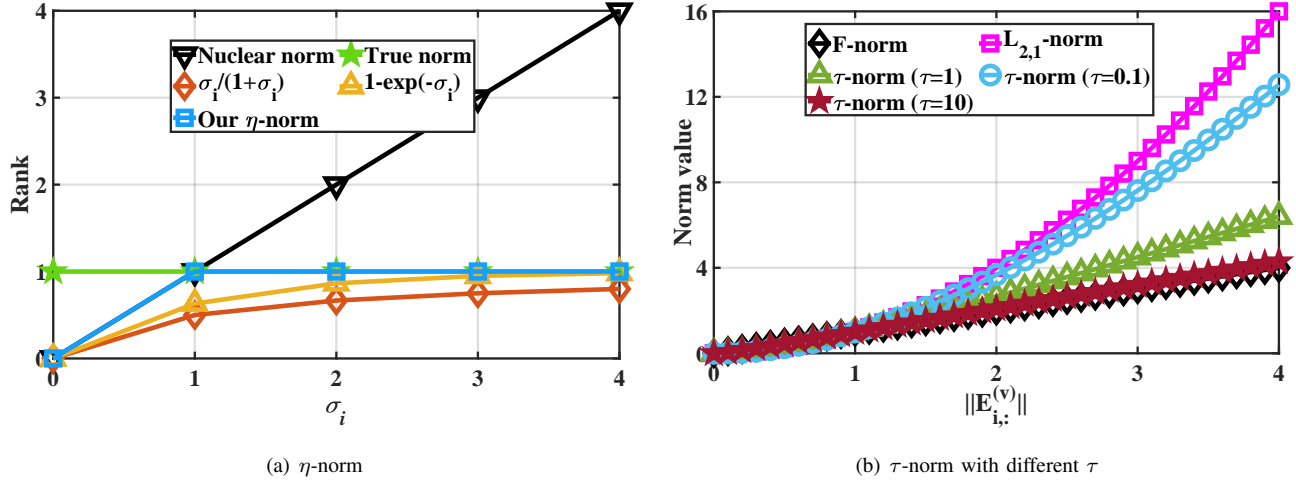 4
3
2
1
0
Rank
Nuclear norm
True norm
σi/(1+σi)
1-exp(-σi)
Our η-norm
0 1 2 3 4
σi
(a) η-norm
16
12
8
4
0
Norm value
F-norm
L2,1-norm
τ-norm (τ=1)
τ-norm (τ=0.1)
τ-norm (τ=10)
0 1 2 3 4
||E(v)i,:||
(b) τ-norm with different τ